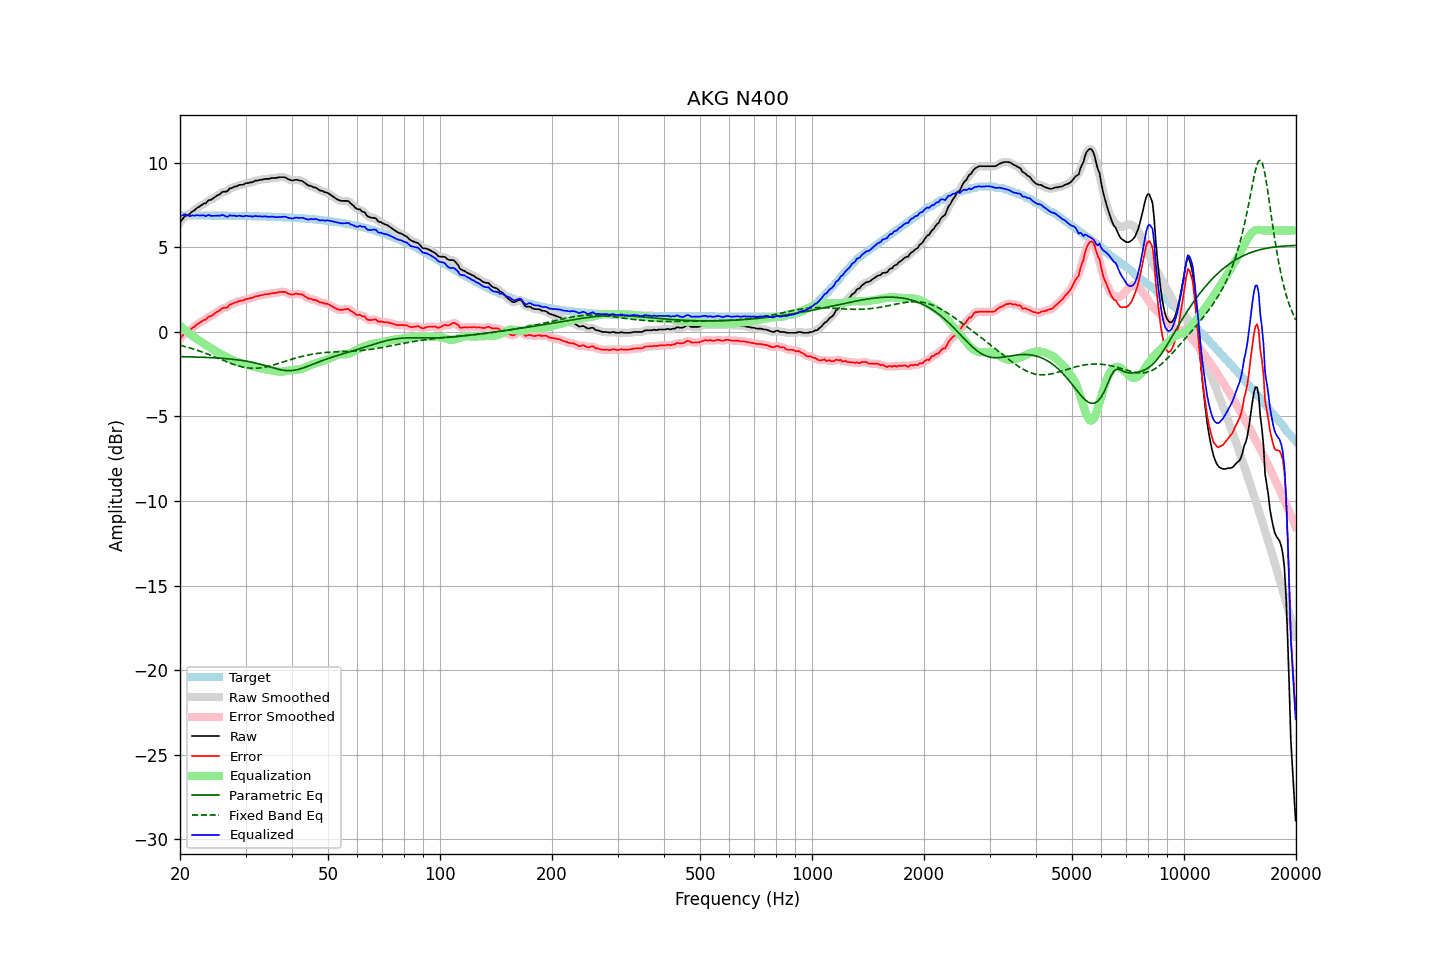 AKG N400
Amplitude (dBr)
10
5
0
−5
−10
−15
−20
−25
−30
Target
Raw Smoothed
Error Smoothed
Raw
Error
Equalization
Parametric Eq
Fixed Band Eq
Equalized
20 50 100 200 500 1000 2000 5000 10000 20000
Frequency (Hz)